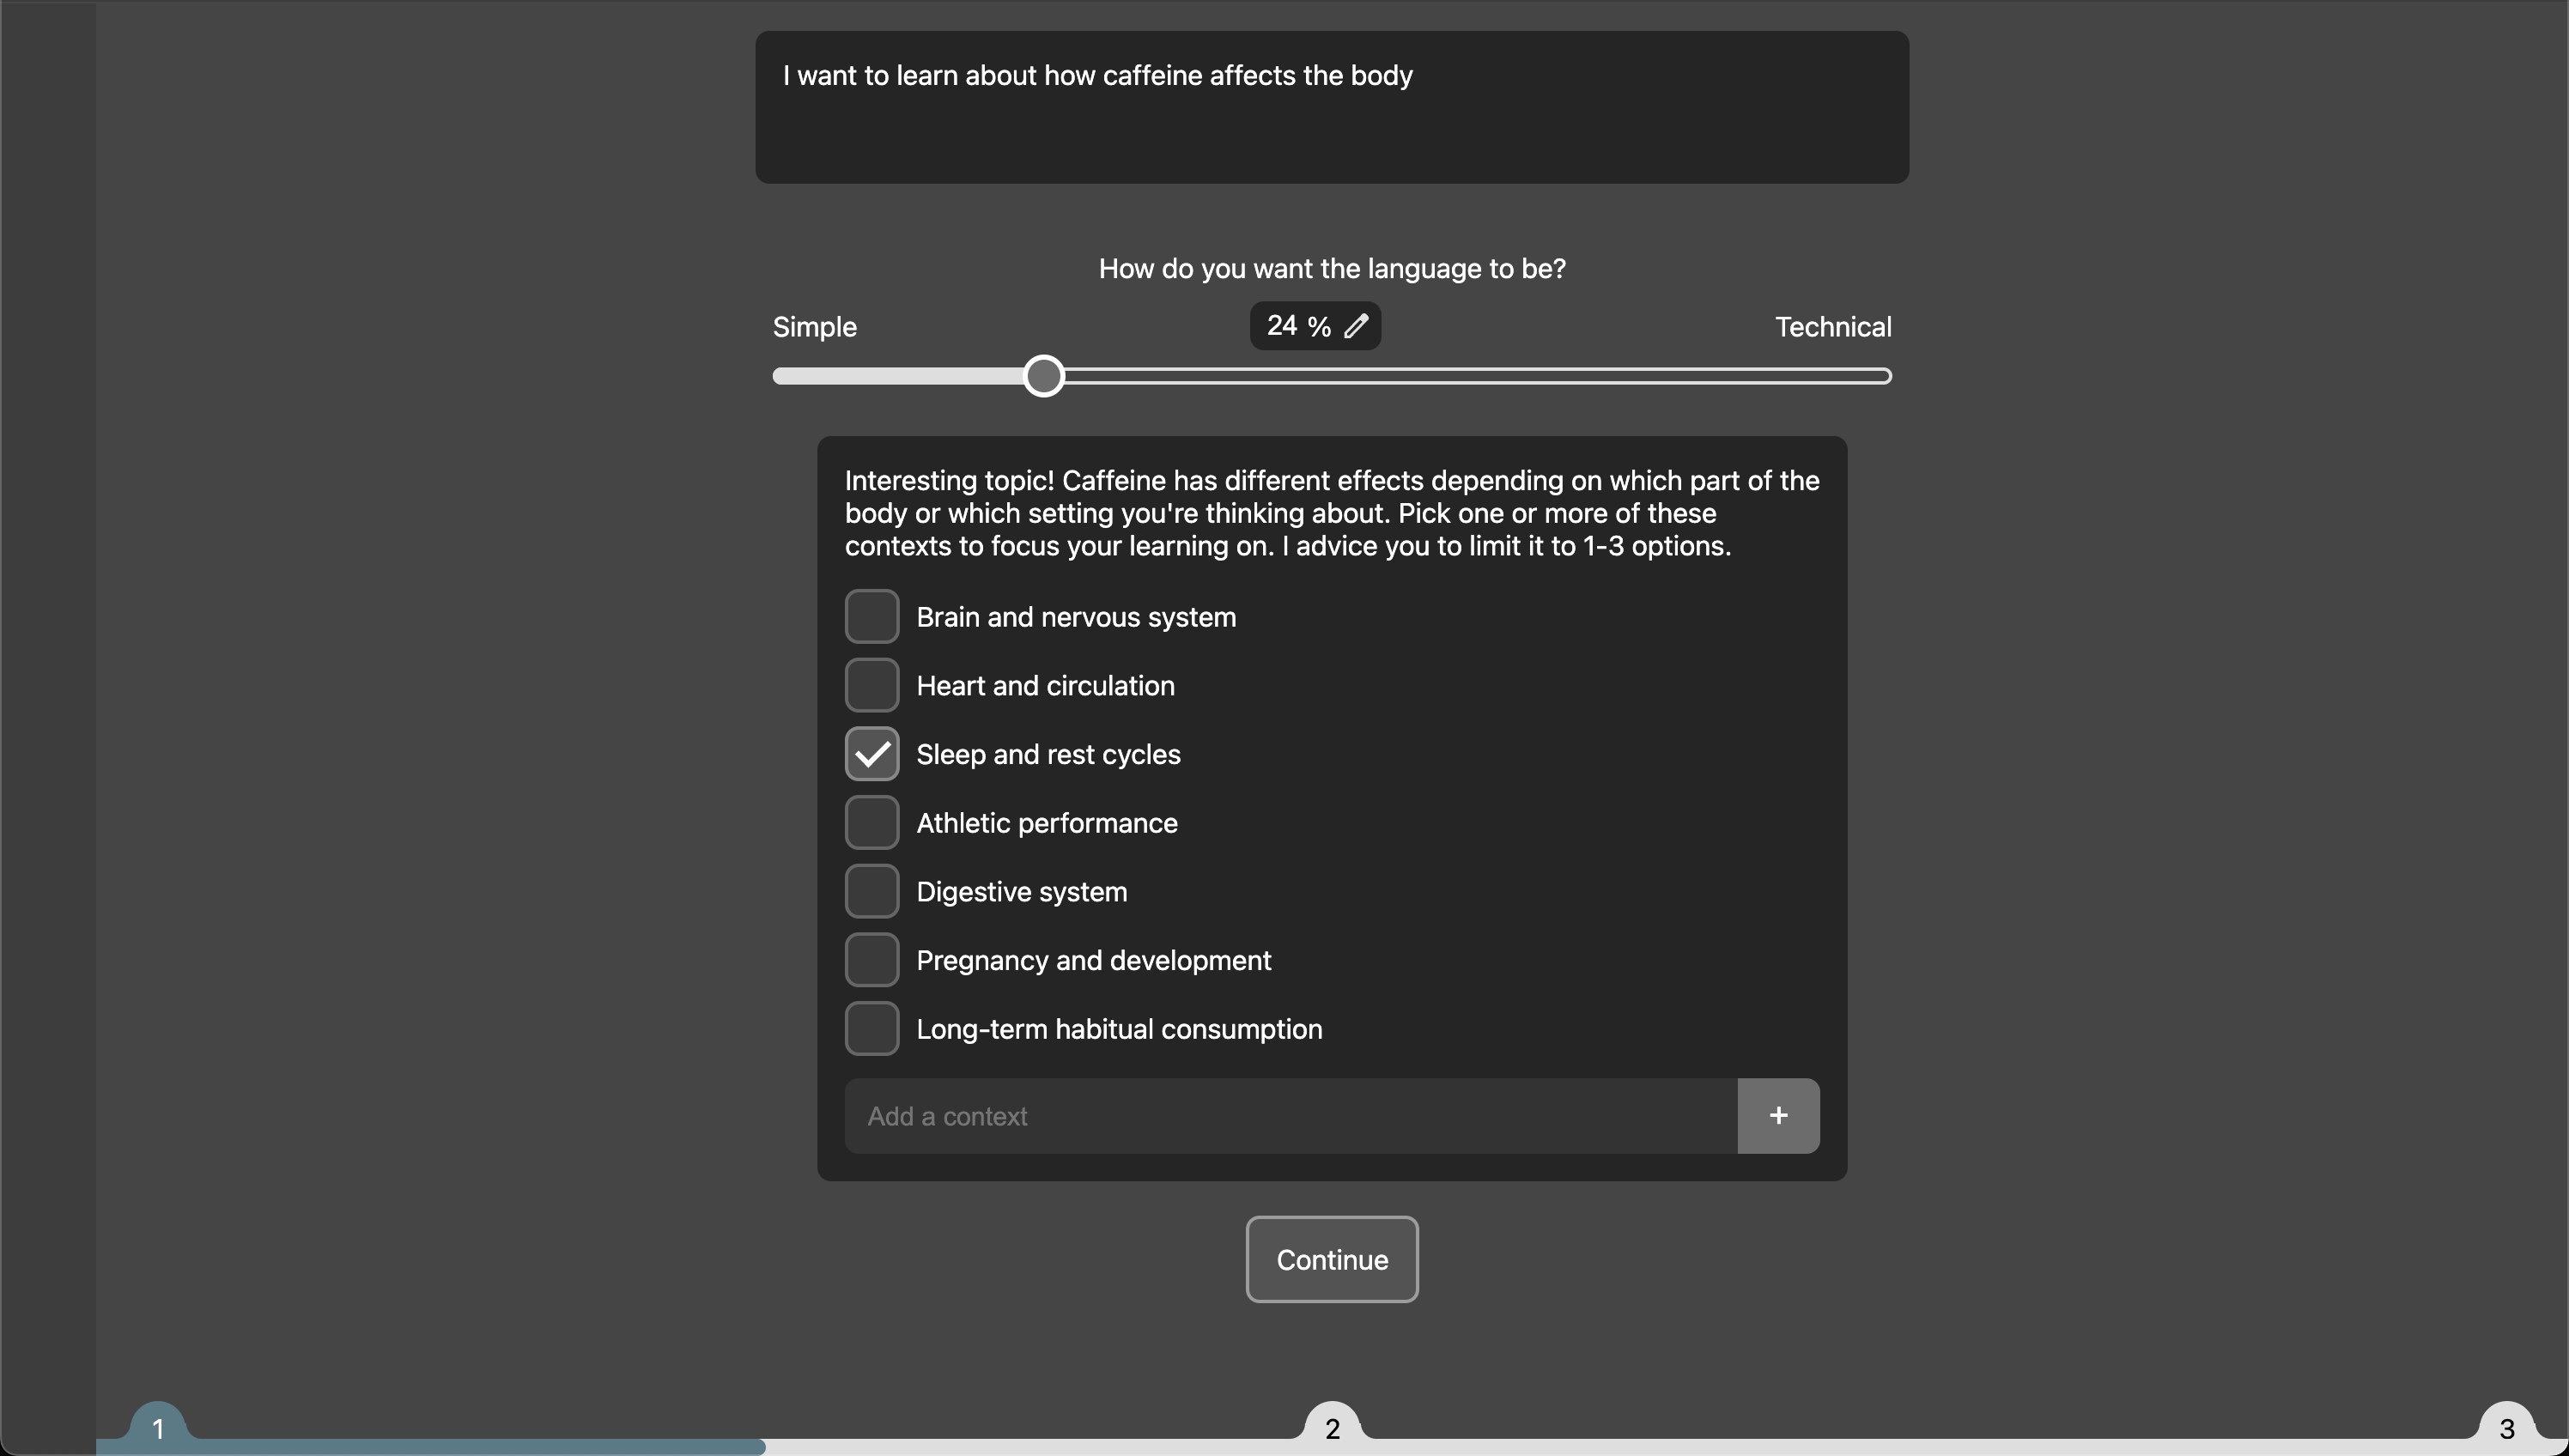 I want to learn about how caffeine affects the body
How do you want the language to be?
Simple
24 %
Technical
Interesting topic! Caffeine has different effects depending on which part of the
body or which setting you're thinking about. Pick one or more of these
contexts to focus your learning on. I advice you to limit it to 1-3 options.
Brain and nervous system
Heart and circulation
Sleep and rest cycles
Athletic performance
Digestive system
Pregnancy and development
Long-term habitual consumption
Add a context
+
Continue
1
2
3